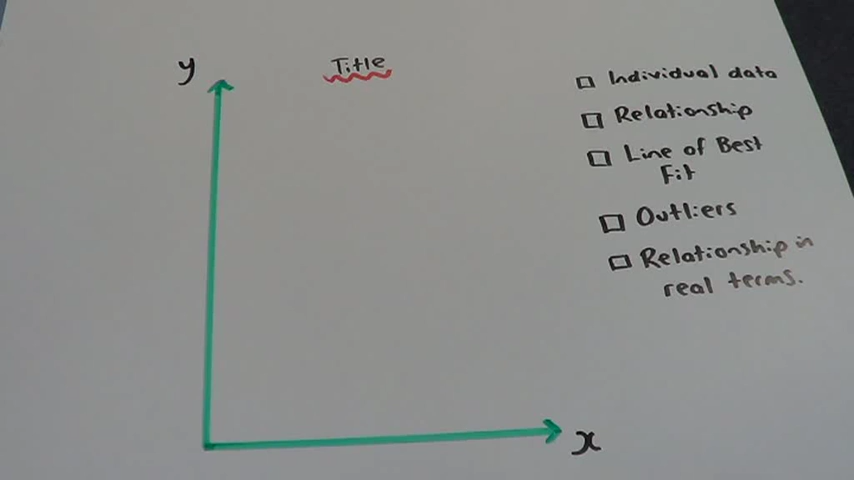 y
Title
Individual data
Relationship
Line of Best
Fit
Outliers
Relationship in
real terms.
x